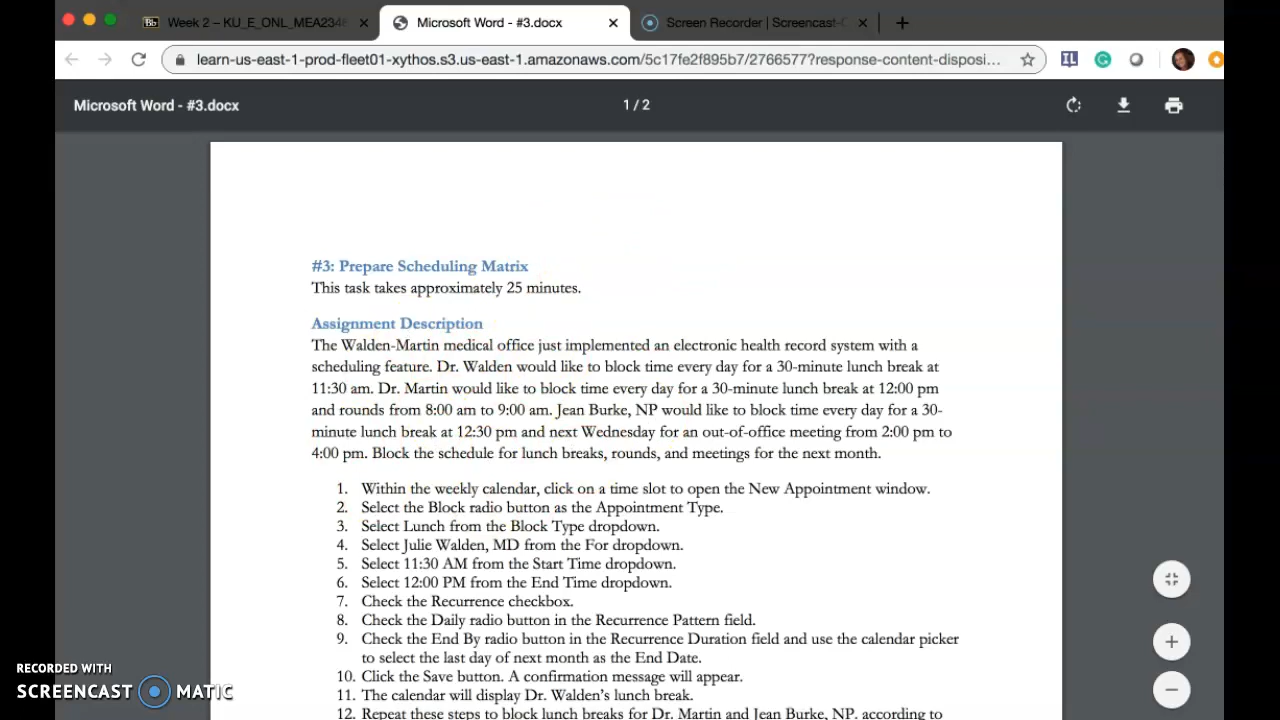 Bb Week 2 – KU_E_ONL_MEA234
Microsoft Word - #3.docx
Screen Recorder | Screencast-O
learn-us-east-1-prod-fleet01-xythos.s3.us-east-1.amazonaws.com/5c17fe2f895b7/2766577?response-content-disposi...
IL
Microsoft Word - #3.docx
1 / 2
#3: Prepare Scheduling Matrix
This task takes approximately 25 minutes.
Assignment Description
The Walden-Martin medical office just implemented an electronic health record system with a
scheduling feature. Dr. Walden would like to block time every day for a 30-minute lunch break at
11:30 am. Dr. Martin would like to block time every day for a 30-minute lunch break at 12:00 pm
and rounds from 8:00 am to 9:00 am. Jean Burke, NP would like to block time every day for a 30-
minute lunch break at 12:30 pm and next Wednesday for an out-of-office meeting from 2:00 pm to
4:00 pm. Block the schedule for lunch breaks, rounds, and meetings for the next month.
1. Within the weekly calendar, click on a time slot to open the New Appointment window.
2. Select the Block radio button as the Appointment Type.
3. Select Lunch from the Block Type dropdown.
4. Select Julie Walden, MD from the For dropdown.
5. Select 11:30 AM from the Start Time dropdown.
6. Select 12:00 PM from the End Time dropdown.
7. Check the Recurrence checkbox.
8. Check the Daily radio button in the Recurrence Pattern field.
9. Check the End By radio button in the Recurrence Duration field and use the calendar picker
to select the last day of next month as the End Date.
10. Click the Save button. A confirmation message will appear.
11. The calendar will display Dr. Walden's lunch break.
12. Repeat these steps to block lunch breaks for Dr. Martin and Jean Burke, NP, according to
RECORDED WITH
SCREENCAST MATIC